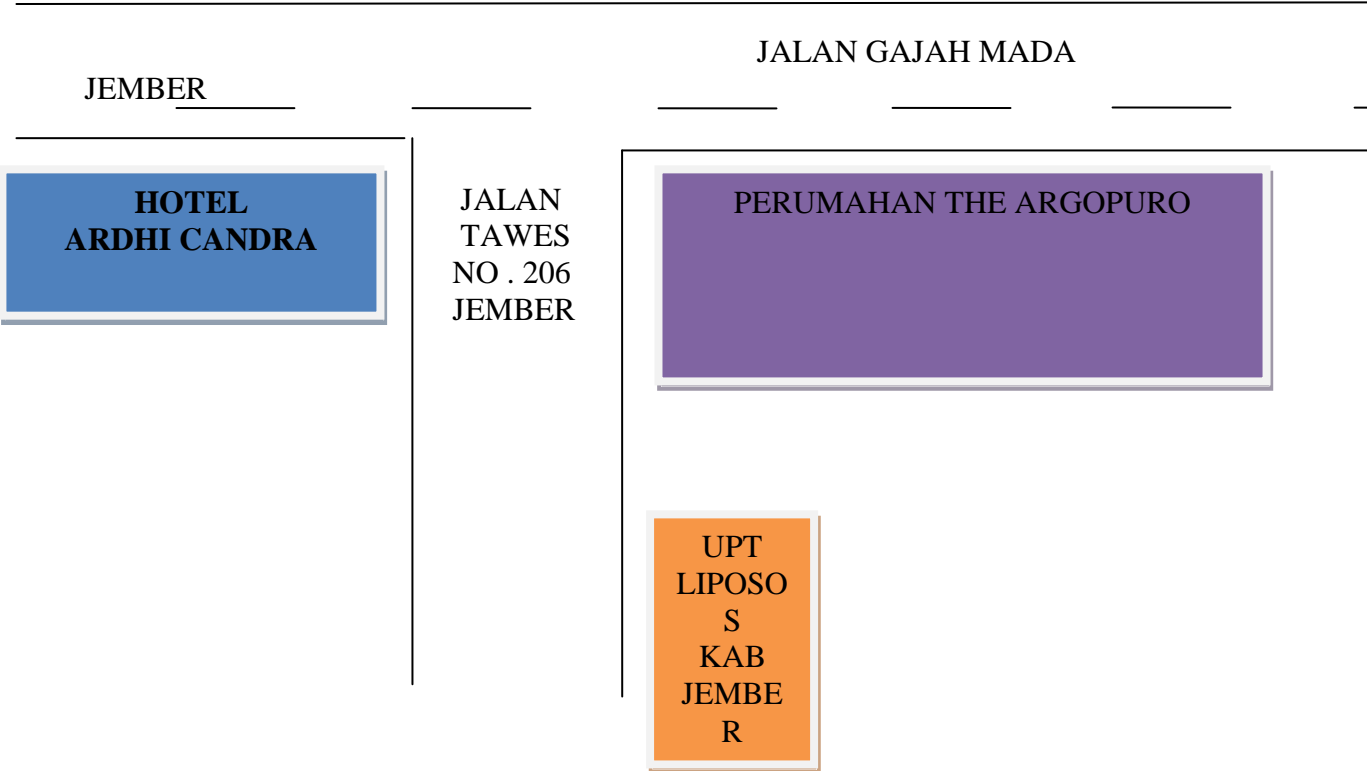 JALAN GAJAH MADA
JEMBER
HOTEL
ARDHI CANDRA
JALAN
TAWES
NO . 206
JEMBER
PERUMAHAN THE ARGOPURO
UPT
LIPOSO
S
KAB
JEMBE
R